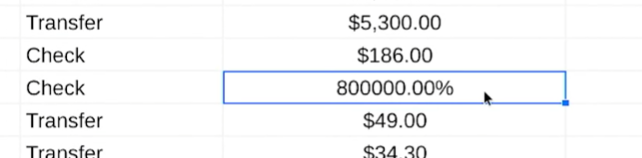 Transfer $5,300.00
Check $186.00
Check 800000.00%
Transfer $49.00
Transfer $34.30